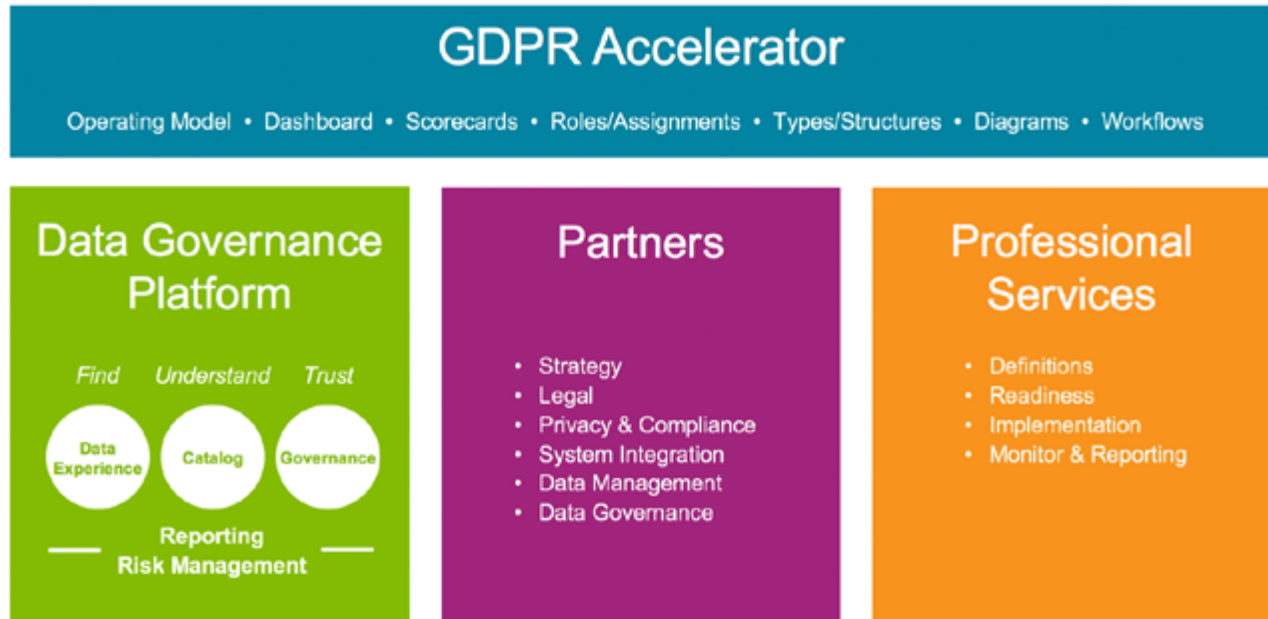 GDPR Accelerator
Operating Model • Dashboard • Scorecards • Roles/Assignments • Types/Structures • Diagrams • Workflows
Data Governance
Platform
Find Understand Trust
Data
Experience
Catalog
Governance
Reporting
Risk Management
Partners
• Strategy
• Legal
• Privacy & Compliance
• System Integration
• Data Management
• Data Governance
Professional
Services
• Definitions
• Readiness
• Implementation
• Monitor & Reporting